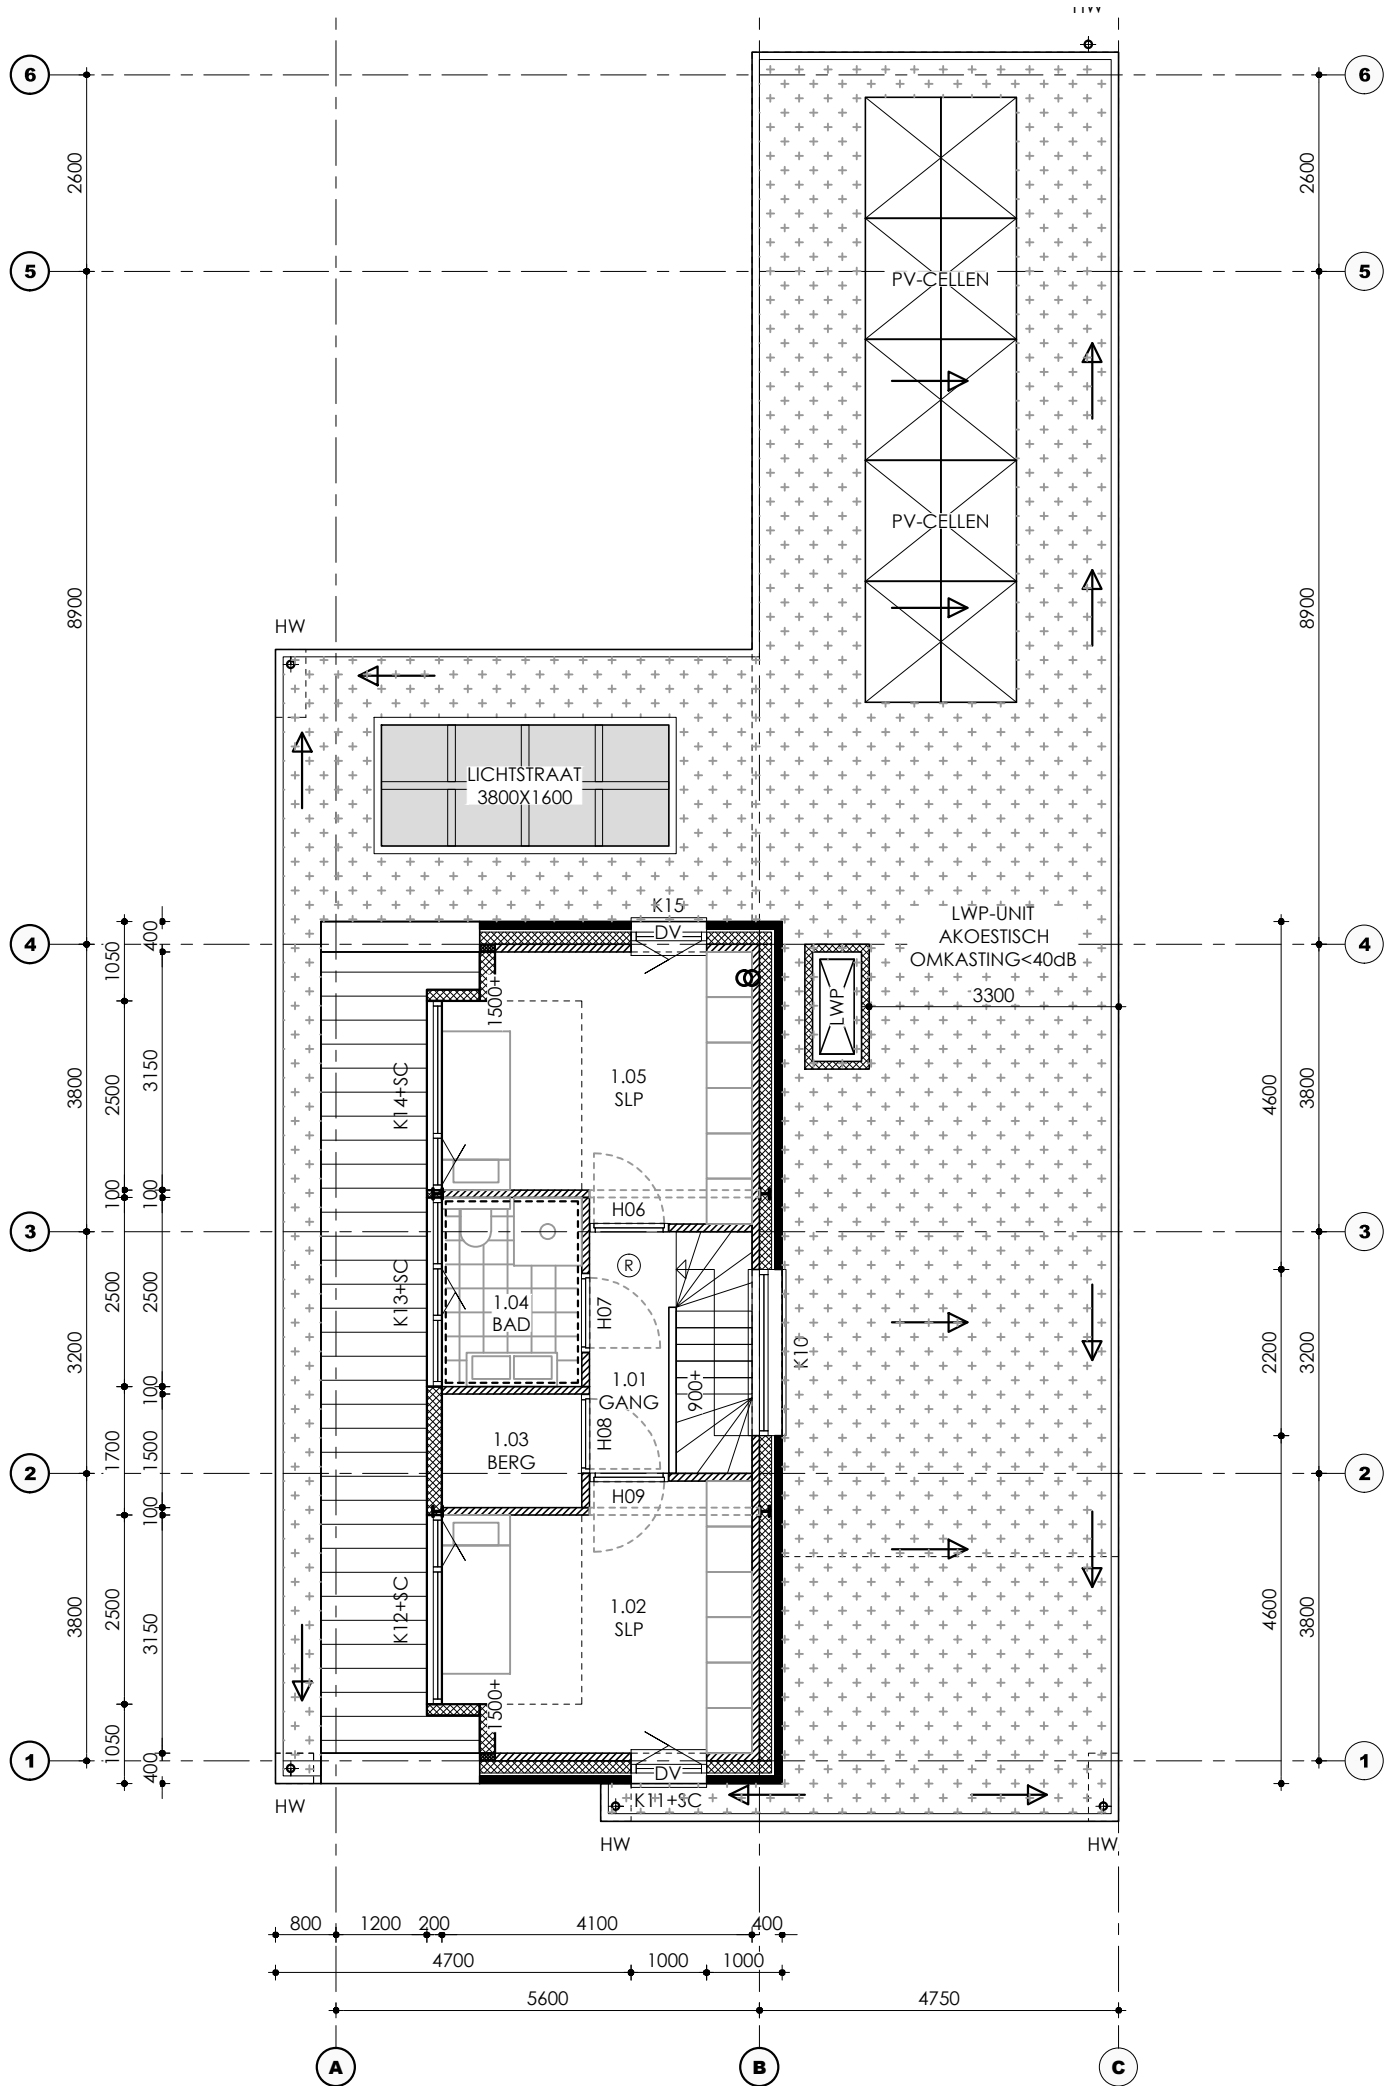 HW
6
6
2600
2600
5
5
PV-CELLEN
PV-CELLEN
8900
8900
HW
LICHTSTRAAT
3800X1600
K15
DV
LWP-UNIT
AKOESTISCH
OMKASTING<40dB
3300
LWP
4
4
400
1050
1500+
1.05
SLP
K14+SC
3800
2500
3150
4600
3800
100
100
H06
3
3
R
1.04
BAD
H07
K13+SC
3200
2500
2500
K10
2200
3200
1.01
GANG
900+
100
1.03
BERG
H08
1700
1500
2
2
H09
100
1.02
SLP
K12+SC
3800
2500
3150
4600
3800
1500+
1050
400
1
1
DV
K11+SC
HW
HW
HW
800
1200
200
4100
400
4700
1000
1000
5600
4750
A
B
C